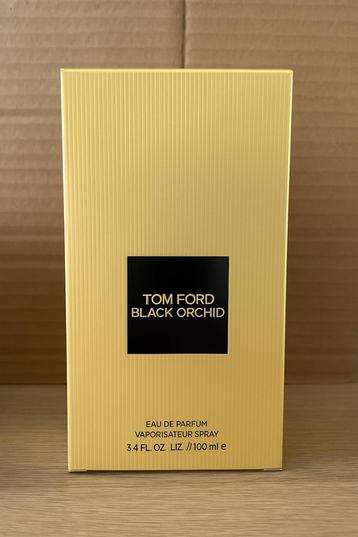 TOM FORD
BLACK ORCHID
EAU DE PARFUM
VAPORISATEUR SPRAY
3.4 FL. OZ. LIZ. //100 ml e